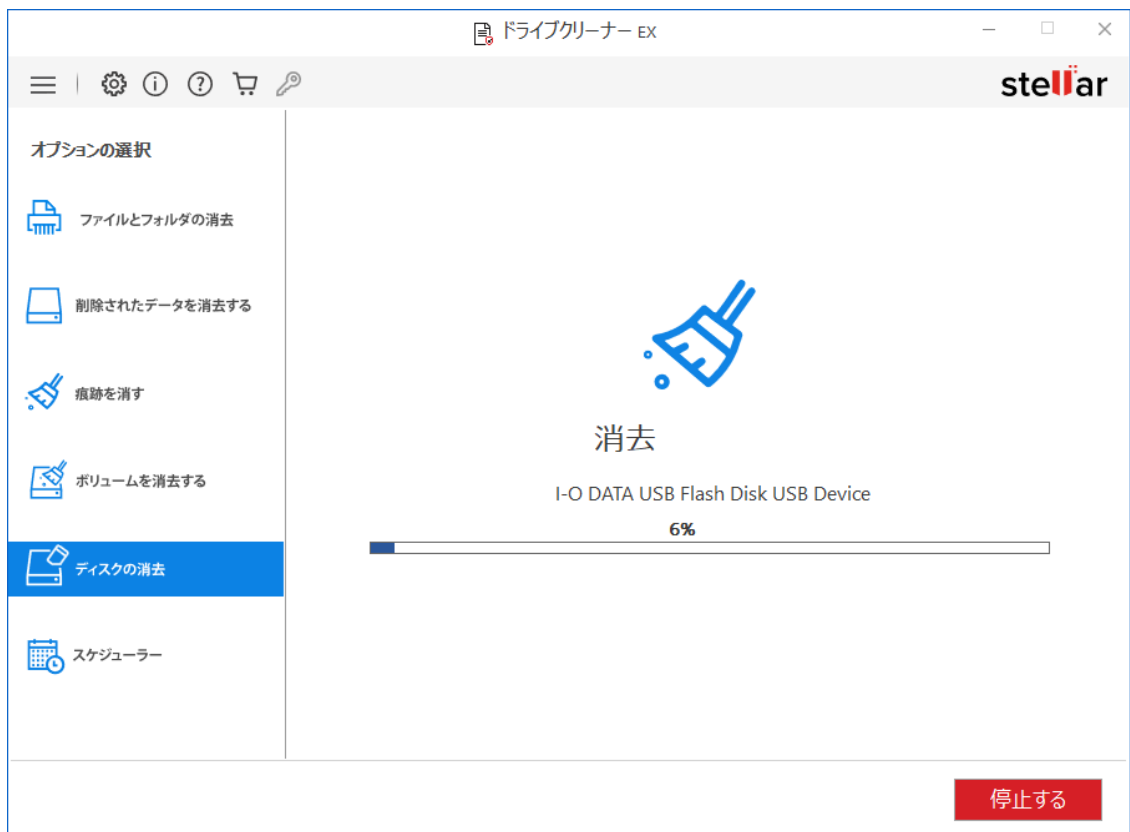 ドライブクリーナー EX
stellar
オプションの選択
ファイルとフォルダの消去
削除されたデータを消去する
痕跡を消す
ボリュームを消去する
ディスクの消去
スケジューラー
消去
I-O DATA USB Flash Disk USB Device
6%
停止する